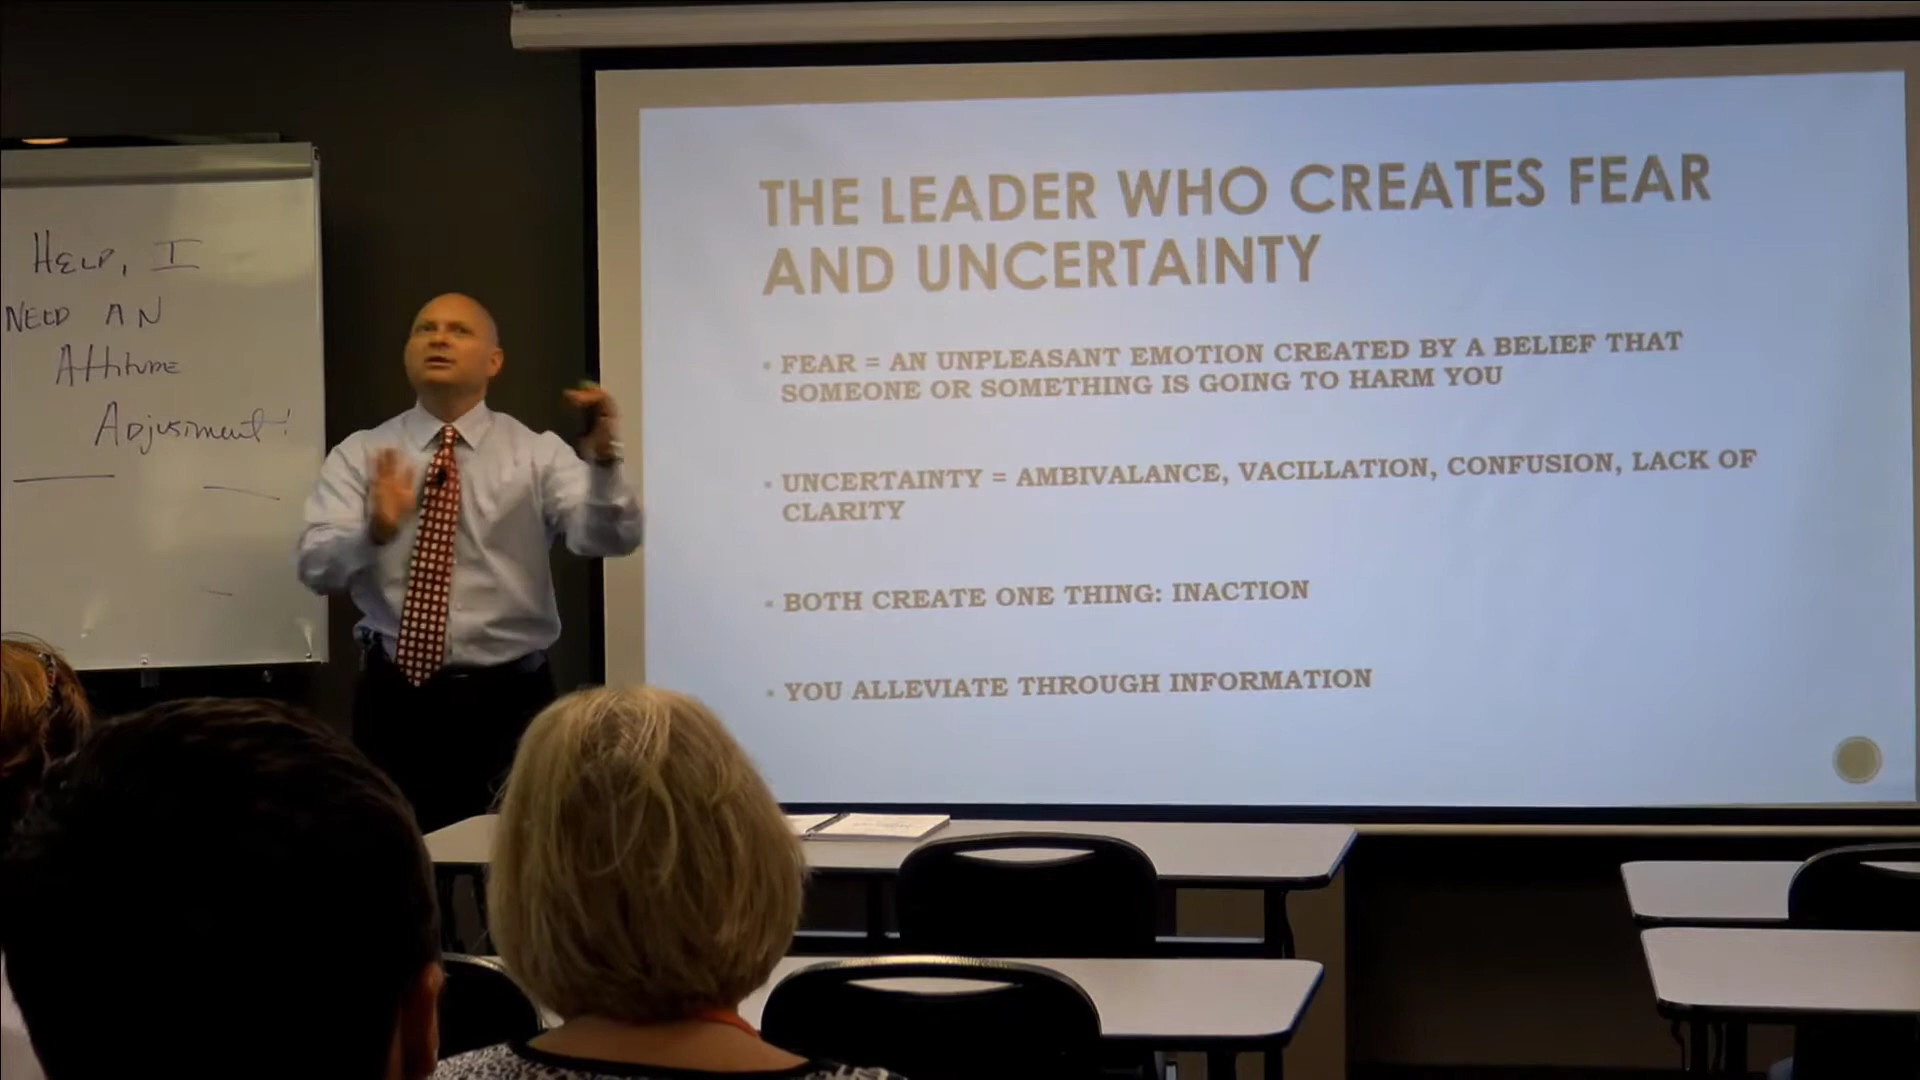 HELP, I
NEED AN
Attitude
Adjustment!
THE LEADER WHO CREATES FEAR
AND UNCERTAINTY
▪ FEAR = AN UNPLEASANT EMOTION CREATED BY A BELIEF THAT
SOMEONE OR SOMETHING IS GOING TO HARM YOU
▪ UNCERTAINTY = AMBIVALANCE, VACILLATION, CONFUSION, LACK OF
CLARITY
▪ BOTH CREATE ONE THING: INACTION
▪ YOU ALLEVIATE THROUGH INFORMATION